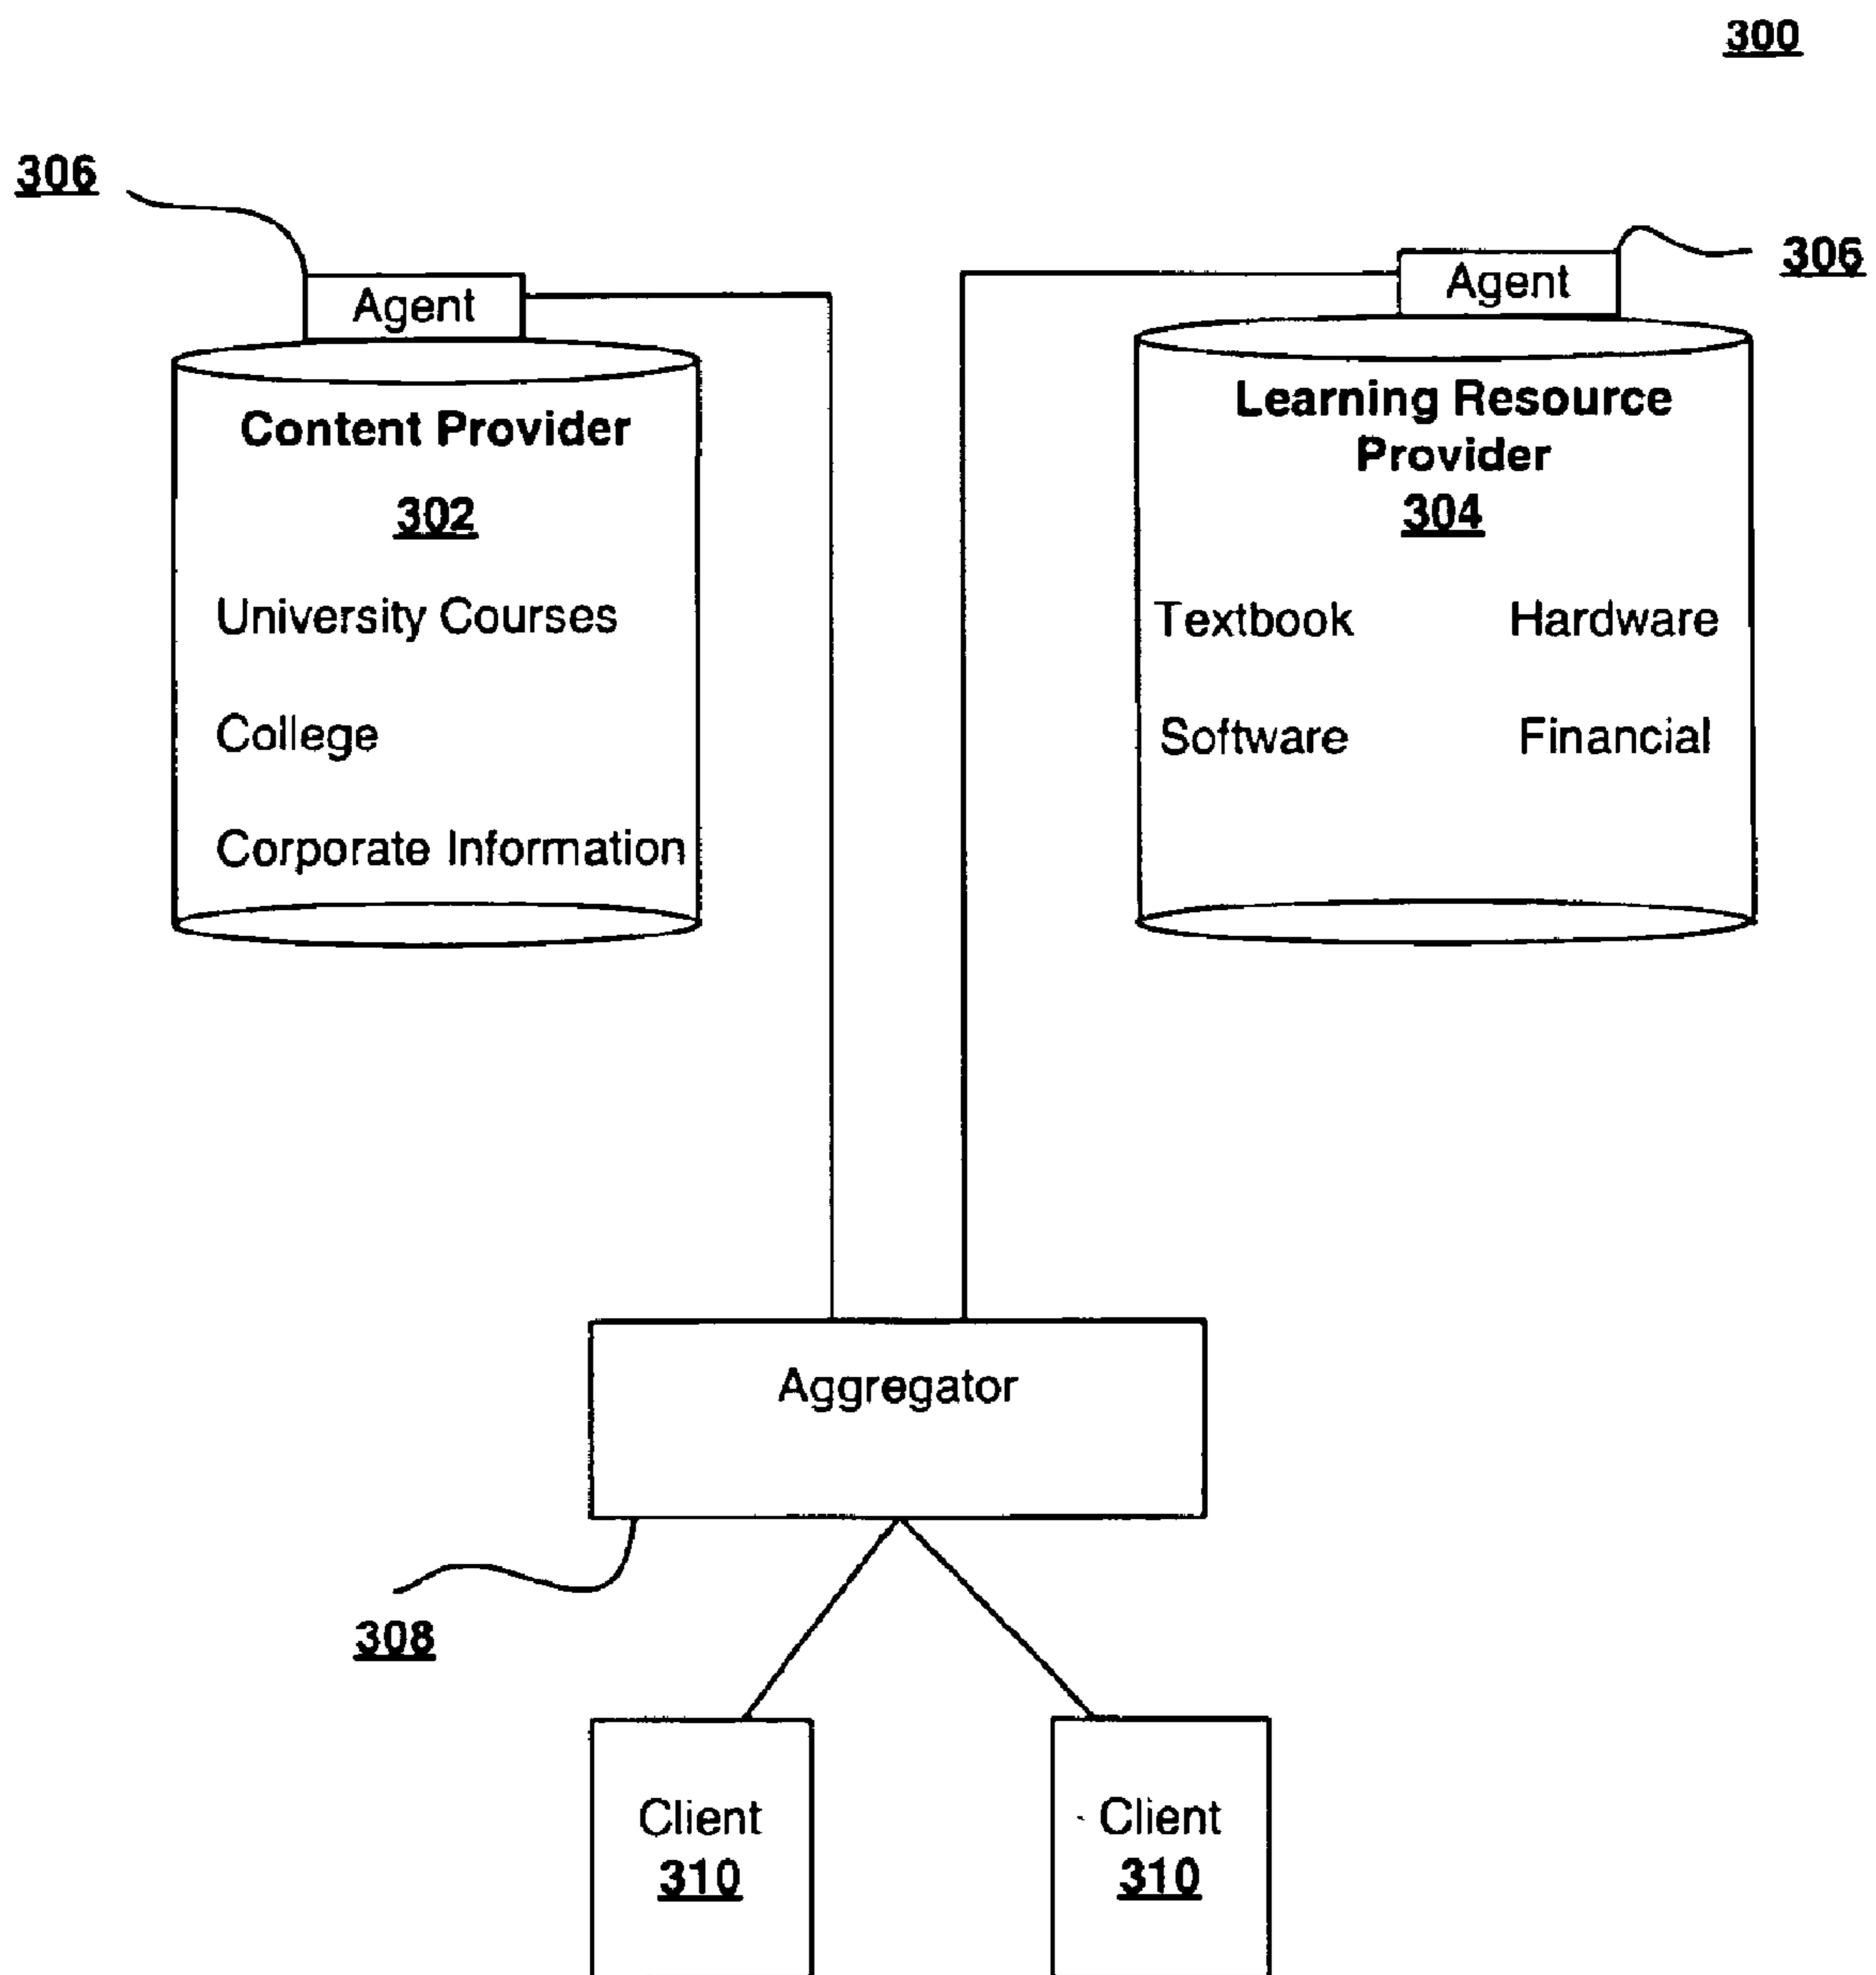 300
306
306
Agent
Agent
Content Provider
302
University Courses
College
Corporate Information
Learning Resource
Provider
304
Textbook Hardware
Software Financial
Aggregator
308
Client
310
Client
310